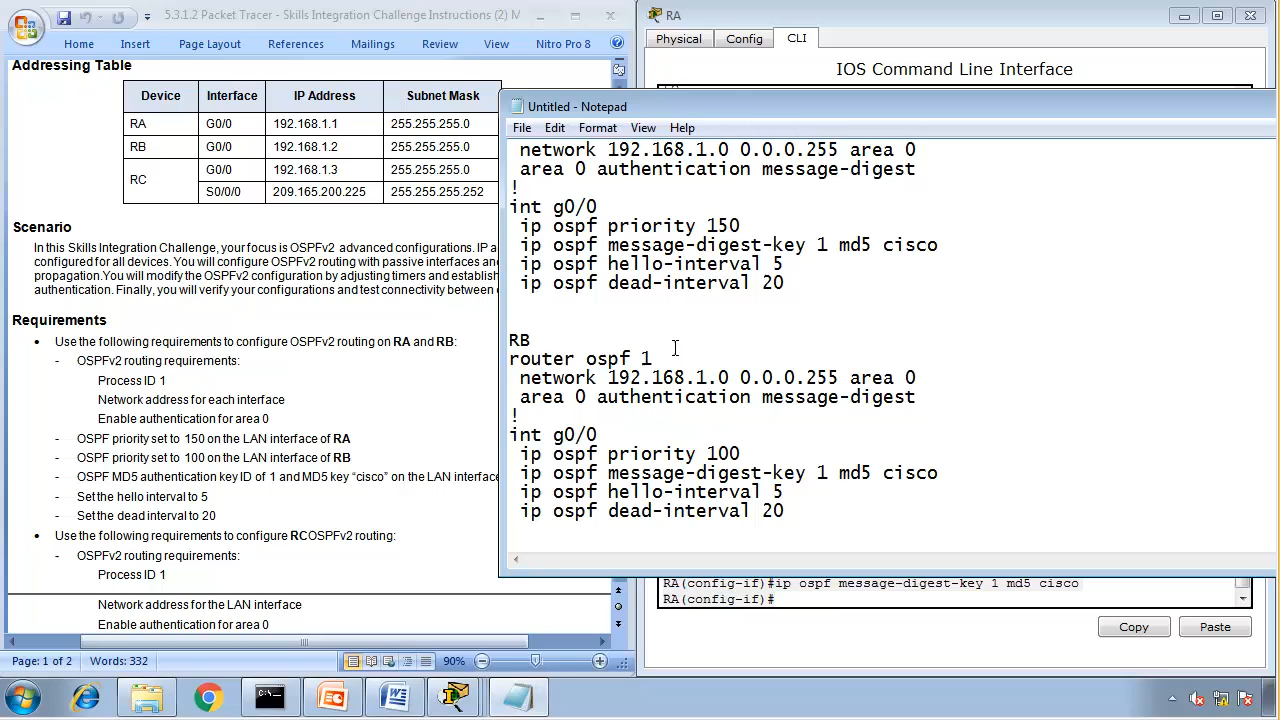 5.3.1.2 Packet Tracer - Skills Integration Challenge Instructions (2) M
Home Insert Page Layout References Mailings Review View Nitro Pro 8
Addressing Table
Device Interface IP Address Subnet Mask
RA G0/0 192.168.1.1 255.255.255.0
RB G0/0 192.168.1.2 255.255.255.0
RC G0/0 192.168.1.3 255.255.255.0
S0/0/0 209.165.200.225 255.255.255.252
Scenario
In this Skills Integration Challenge, your focus is OSPFv2 advanced configurations. IP a
configured for all devices. You will configure OSPFv2 routing with passive interfaces and
propagation.You will modify the OSPFv2 configuration by adjusting timers and establish
authentication. Finally, you will verify your configurations and test connectivity between e
Requirements
• Use the following requirements to configure OSPFv2 routing on RA and RB:
- OSPFv2 routing requirements:
Process ID 1
Network address for each interface
Enable authentication for area 0
- OSPF priority set to 150 on the LAN interface of RA
- OSPF priority set to 100 on the LAN interface of RB
- OSPF MD5 authentication key ID of 1 and MD5 key “cisco” on the LAN interface
- Set the hello interval to 5
- Set the dead interval to 20
• Use the following requirements to configure RCOSPFv2 routing:
- OSPFv2 routing requirements:
Process ID 1
Network address for the LAN interface
Enable authentication for area 0
Page: 1 of 2 Words: 332 90%
RA
Physical Config CLI
IOS Command Line Interface
Untitled - Notepad
File Edit Format View Help
network 192.168.1.0 0.0.0.255 area 0
area 0 authentication message-digest
!
int g0/0
ip ospf priority 150
ip ospf message-digest-key 1 md5 cisco
ip ospf hello-interval 5
ip ospf dead-interval 20
RB
router ospf 1
network 192.168.1.0 0.0.0.255 area 0
area 0 authentication message-digest
!
int g0/0
ip ospf priority 100
ip ospf message-digest-key 1 md5 cisco
ip ospf hello-interval 5
ip ospf dead-interval 20
RA(config-if)#ip ospf message-digest-key 1 md5 cisco
RA(config-if)#
Copy Paste